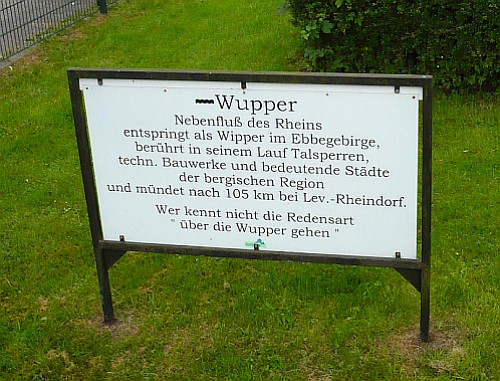 Wupper
Nebenfluß des Rheins
entspringt als Wipper im Ebbegebirge,
berührt in seinem Lauf Talsperren,
techn. Bauwerke und bedeutende Städte
der bergischen Region
und mündet nach 105 km bei Lev.-Rheindorf.
Wer kennt nicht die Redensart
" über die Wupper gehen "